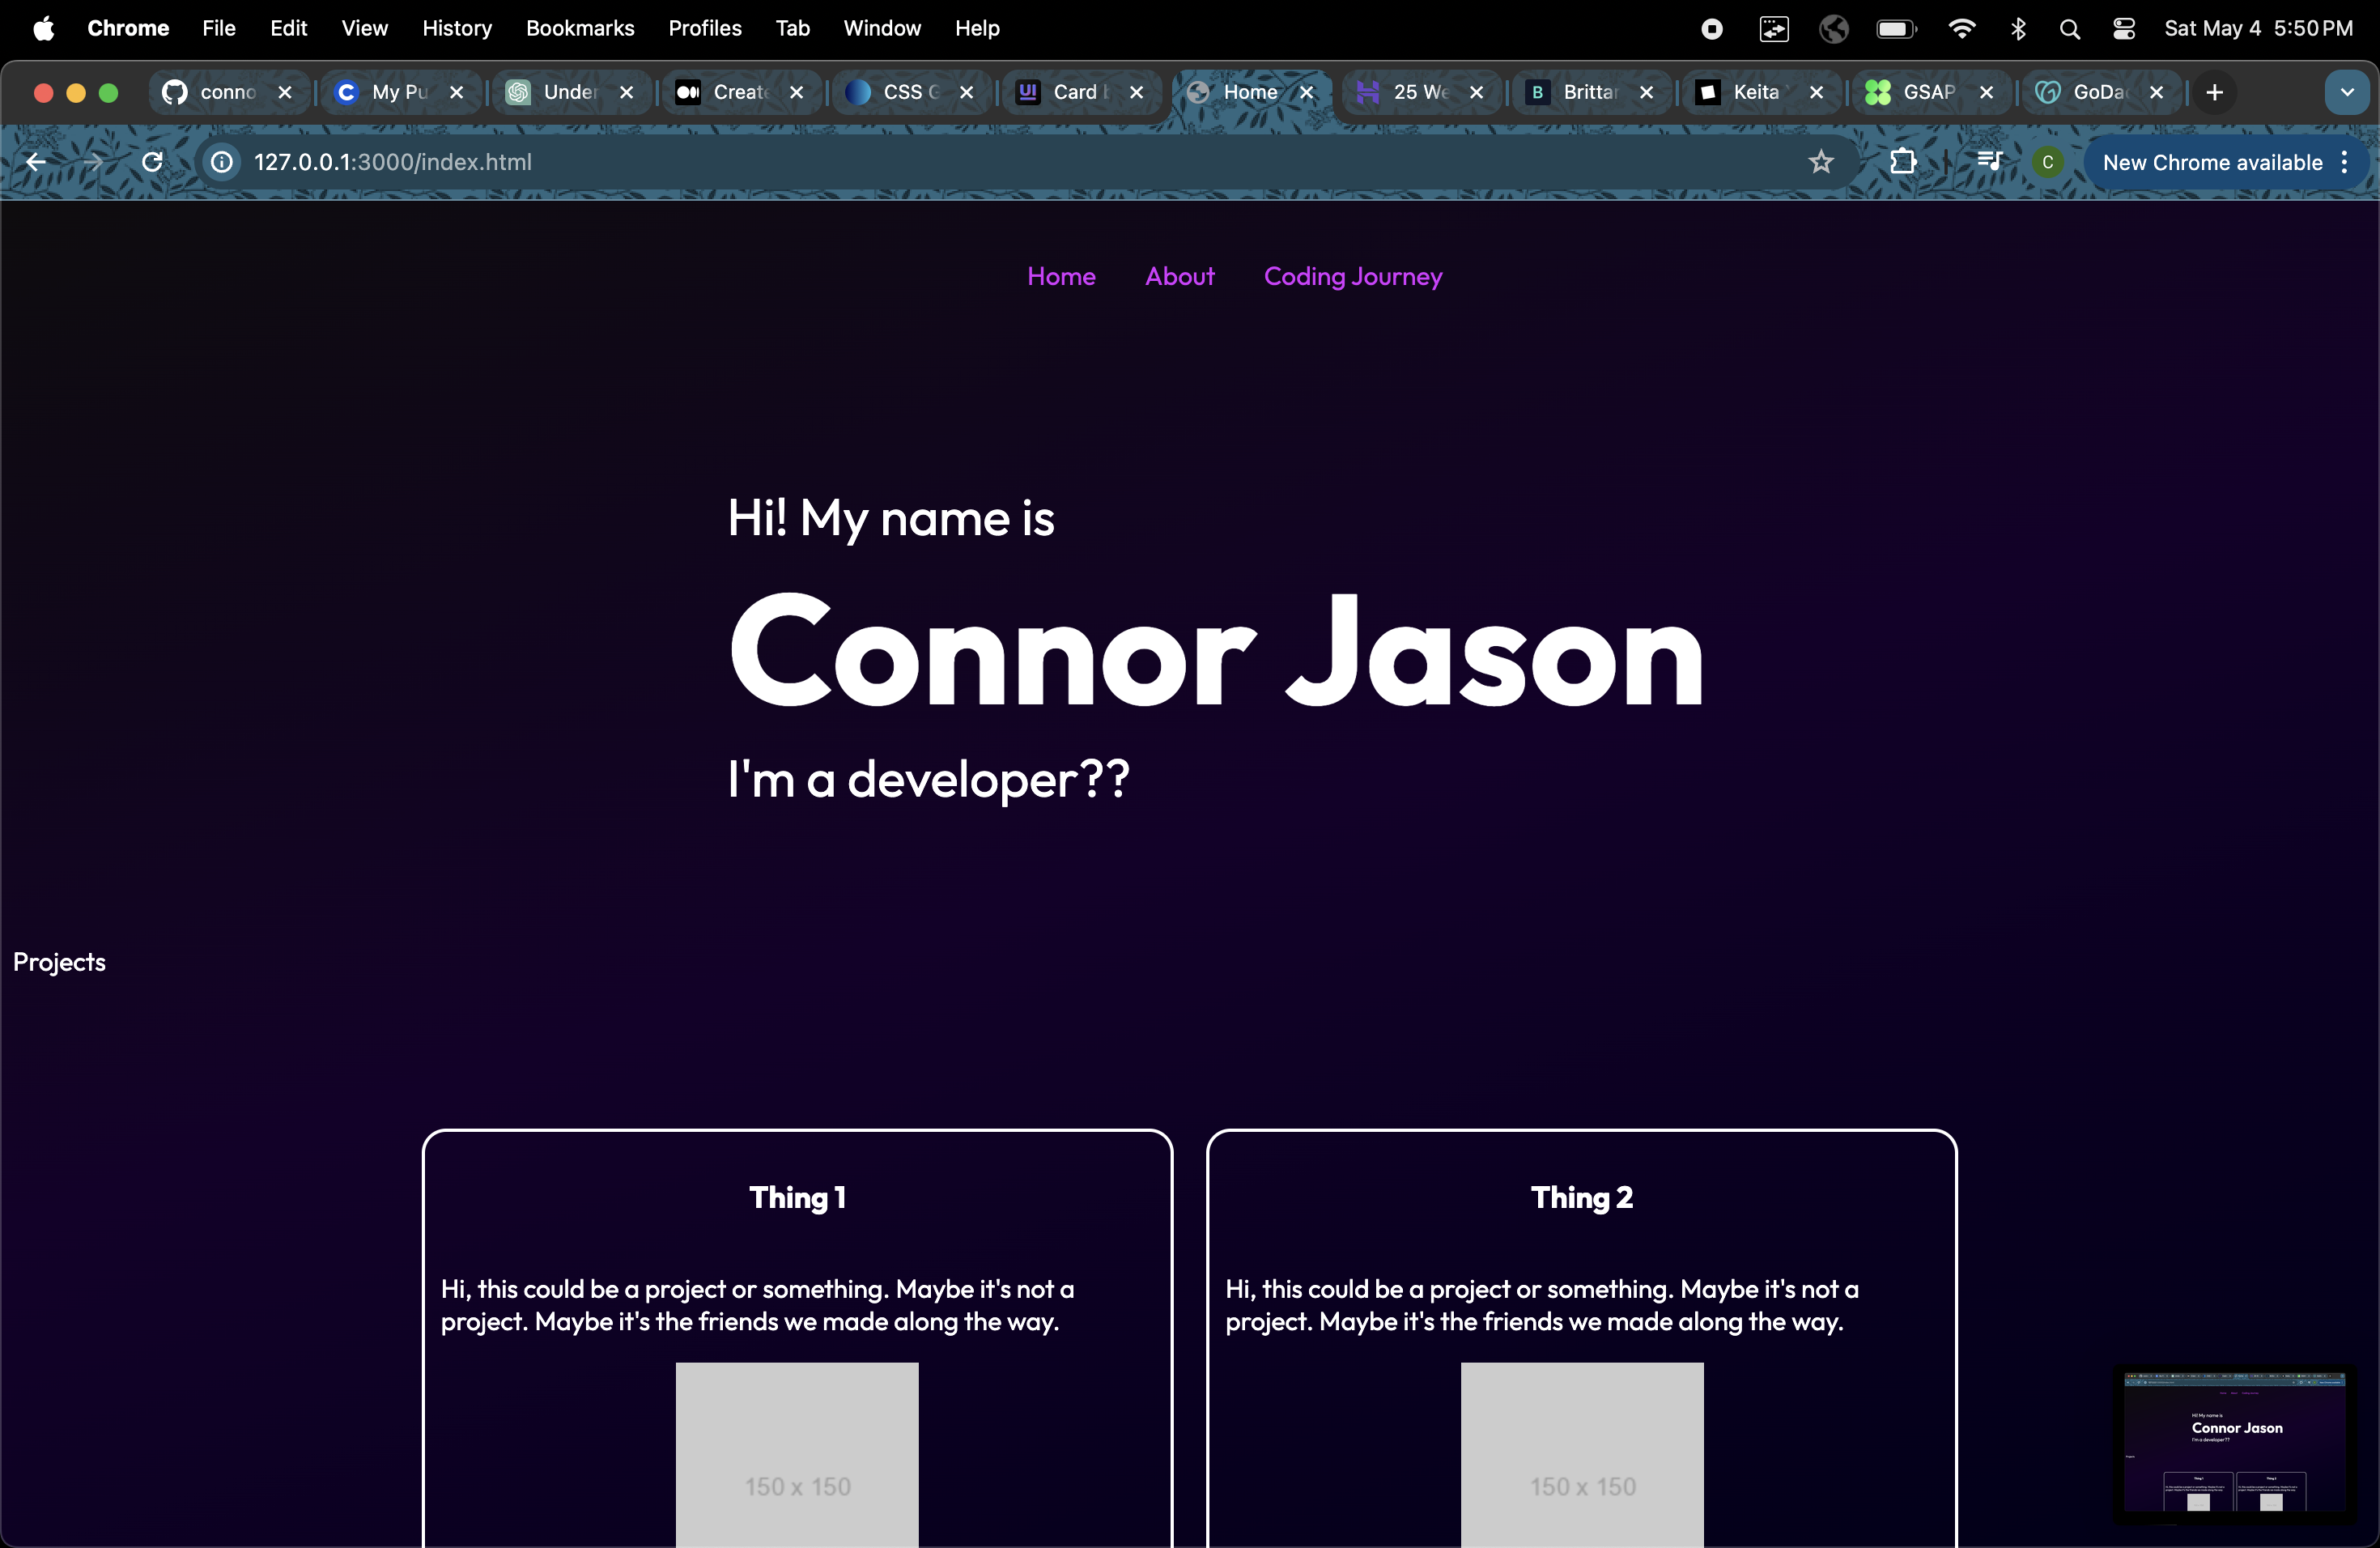 Chrome File Edit View History Bookmarks Profiles Tab Window Help Sat May 4 5:50 PM
conno My Pu Under Create CSS G UI Card b Home 25 We B Brittan Keita GSAP GoDad
127.0.0.1:3000/index.html C New Chrome available
Home About Coding Journey
Hi! My name is
Connor Jason
I'm a developer??
Projects
Thing 1 Thing 2
Hi, this could be a project or something. Maybe it's not a
project. Maybe it's the friends we made along the way.
Hi, this could be a project or something. Maybe it's not a
project. Maybe it's the friends we made along the way.
150 x 150 150 x 150
Connor Jason